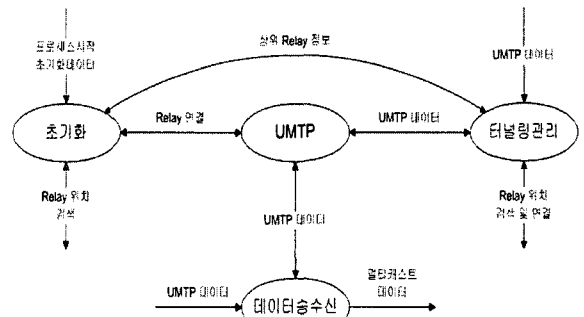 프로세스시작
초기화데이터
상위 Relay 정보
UMTP 데이터
초기화
Relay 연결
UMTP
UMTP 데이터
터널링관리
Relay 위치
검색
UMTP 데이터
Relay 위치
검색 및 연결
UMTP 데이터
데이터송수신
멀티캐스트
데이터